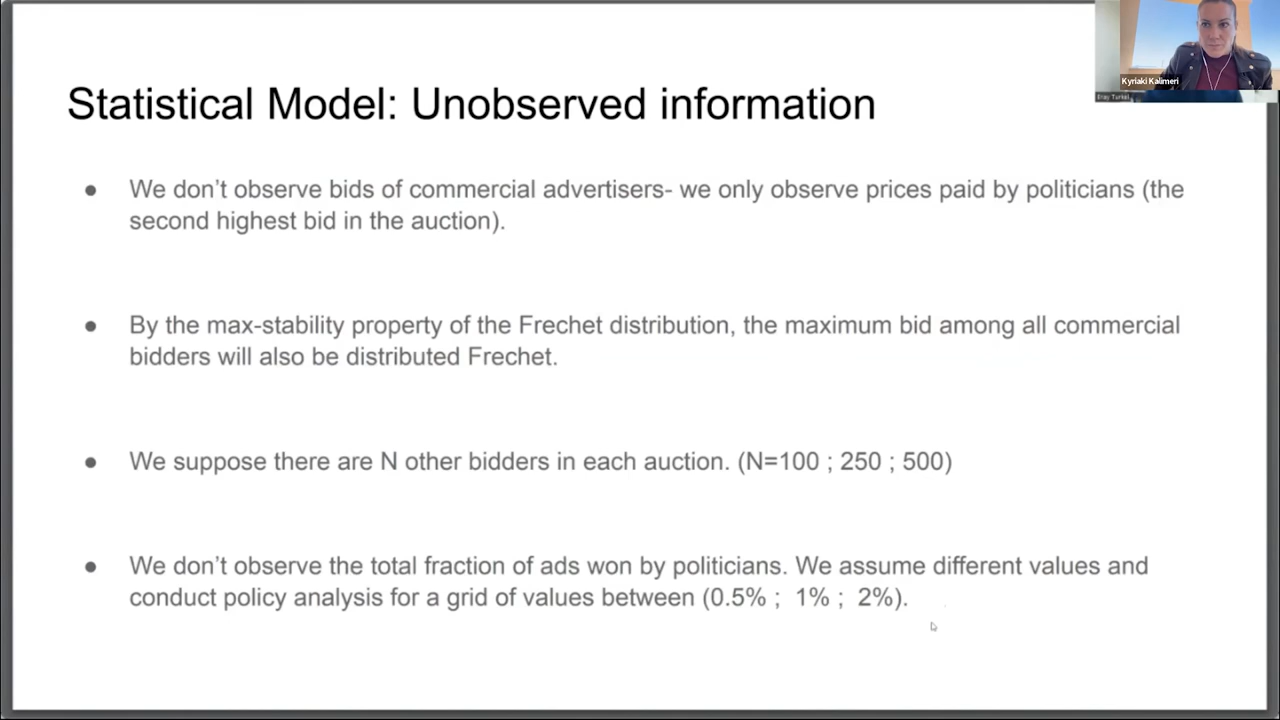 Statistical Model: Unobserved information
Kyriaki Kalimeri
Eray Turkel
● We don’t observe bids of commercial advertisers- we only observe prices paid by politicians (the
second highest bid in the auction).
● By the max-stability property of the Frechet distribution, the maximum bid among all commercial
bidders will also be distributed Frechet.
● We suppose there are N other bidders in each auction. (N=100 ; 250 ; 500)
● We don’t observe the total fraction of ads won by politicians. We assume different values and
conduct policy analysis for a grid of values between (0.5% ; 1% ; 2%).